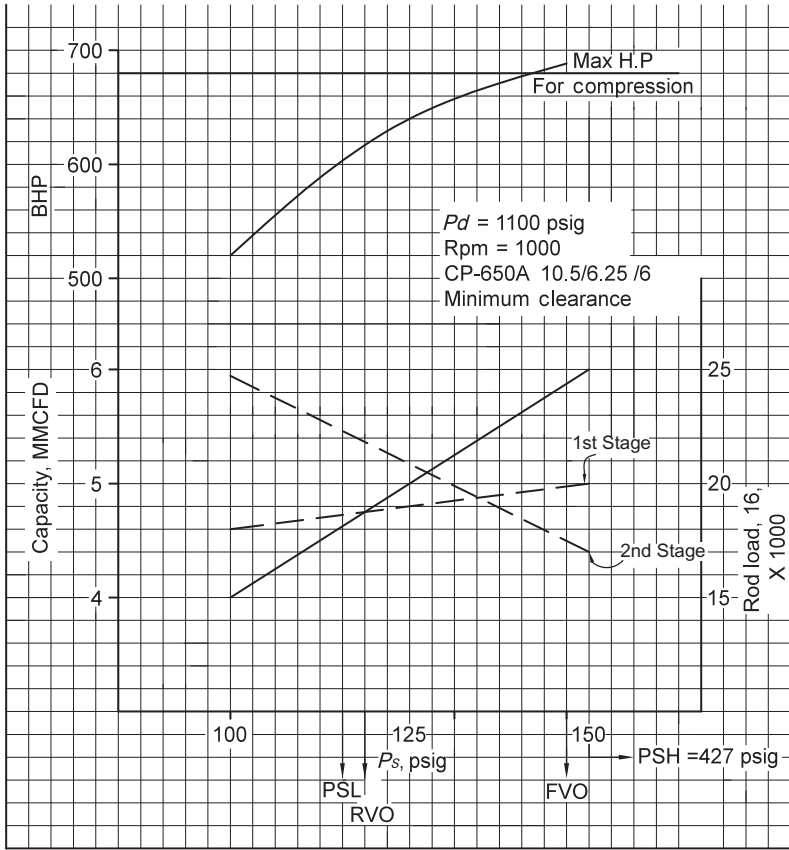 700
Max H.P
For compression
600
BHP
Pd = 1100 psig
Rpm = 1000
CP-650A 10.5/6.25 /6
Minimum clearance
500
6
25
Capacity, MMCFD
1st Stage
5
20
Rod load, 16,
X 1000
2nd Stage
4
15
100
125
150
Ps, psig
PSH =427 psig
PSL
RVO
FVO